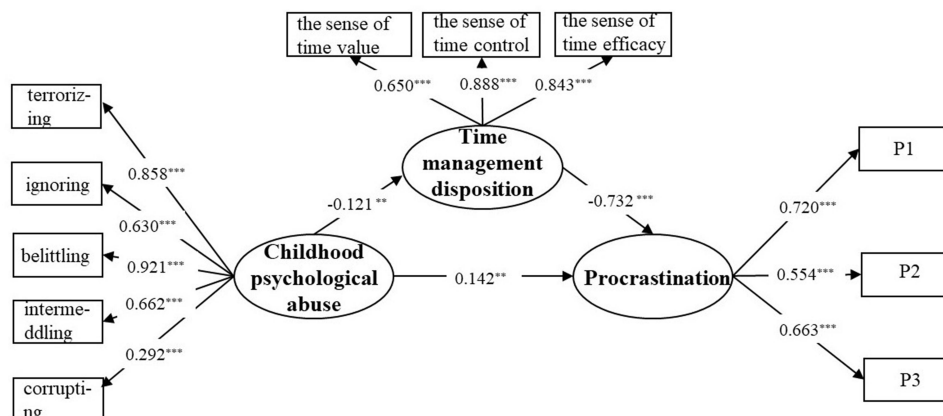 the sense of
time value
the sense of
time control
the sense of
time efficacy
0.650***
0.888***
0.843***
terroriz-
ing
Time
management
disposition
P1
0.858***
ignoring
-0.121 **
-0.732 ***
0.720***
0.630***
belittling
0.921***
Childhood
psychological
abuse
0.142**
Procrastination
0.554***
P2
interme-
ddling
0.662***
0.663***
0.292***
corrupti-
ng
P3